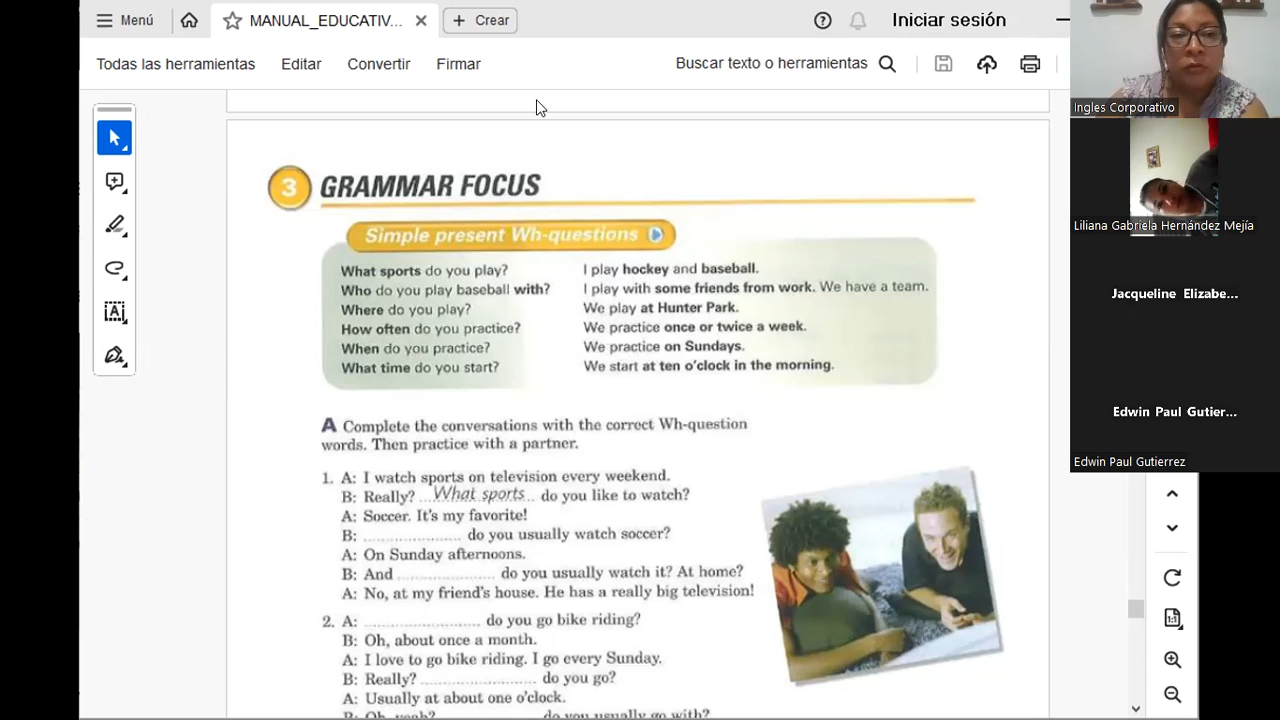 Menú
MANUAL_EDUCATIV...
Crear
Iniciar sesión
Todas las herramientas
Editar
Convertir
Firmar
Buscar texto o herramientas
Ingles Corporativo
Liliana Gabriela Hernández Mejía
Jacqueline Elizabe...
Edwin Paul Gutier...
Edwin Paul Gutierrez
3 GRAMMAR FOCUS
Simple present Wh-questions
What sports do you play? I play hockey and baseball.
Who do you play baseball with? I play with some friends from work. We have a team.
Where do you play? We play at Hunter Park.
How often do you practice? We practice once or twice a week.
When do you practice? We practice on Sundays.
What time do you start? We start at ten o'clock in the morning.
A Complete the conversations with the correct Wh-question
words. Then practice with a partner.
1. A: I watch sports on television every weekend.
B: Really? What sports do you like to watch?
A: Soccer. It's my favorite!
B: .................... do you usually watch soccer?
A: On Sunday afternoons.
B: And .................... do you usually watch it? At home?
A: No, at my friend's house. He has a really big television!
2. A: .................... do you go bike riding?
B: Oh, about once a month.
A: I love to go bike riding. I go every Sunday.
B: Really? .................... do you go?
A: Usually at about one o'clock.
B: Oh, yeah? .................... do you usually go with?
1:1